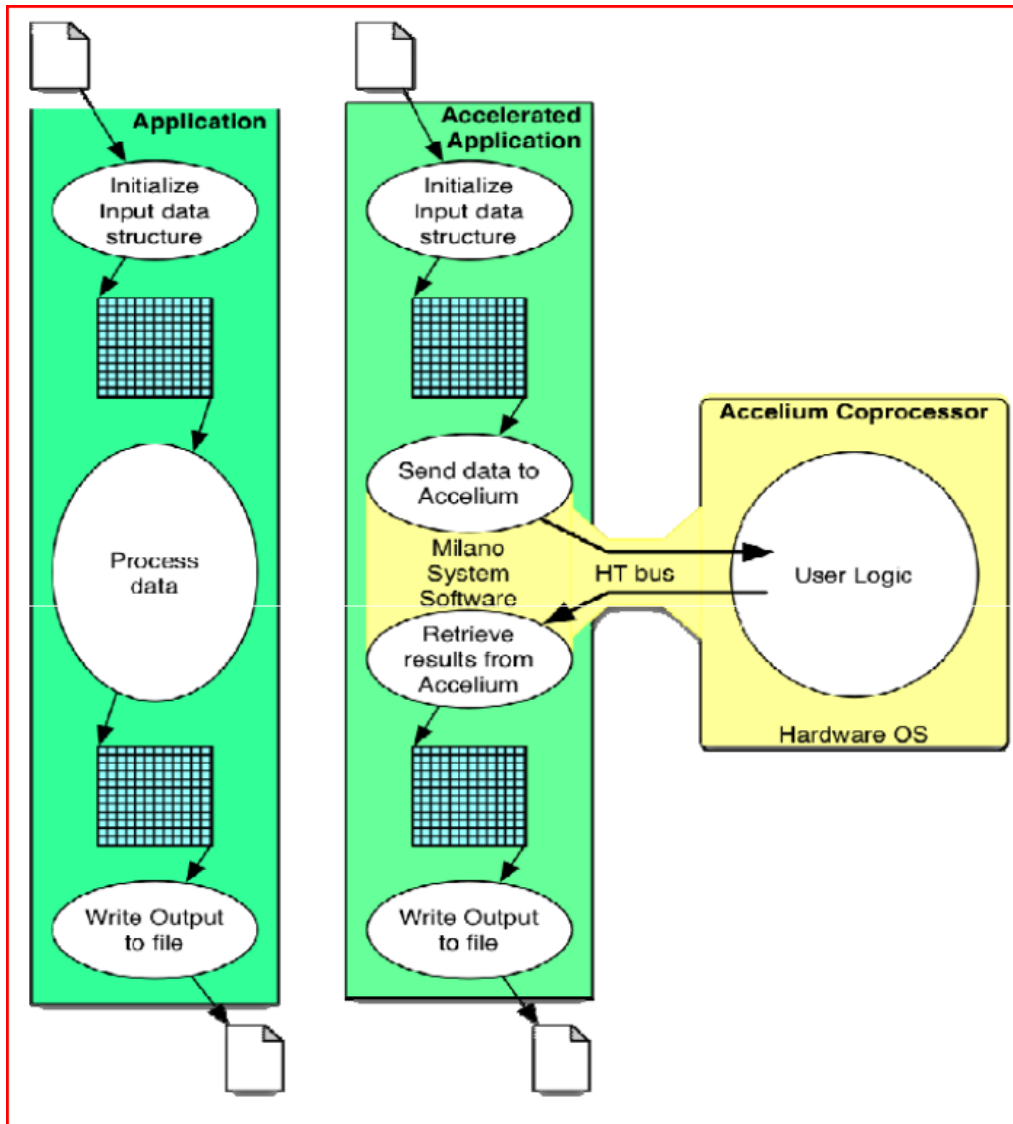 Application
Initialize
Input data
structure
Process
data
Write Output
to file
Accelerated
Application
Initialize
Input data
structure
Send data to
Accelium
Milano
System
Software
HT bus
Retrieve
results from
Accelium
Write Output
to file
Accelium Coprocessor
User Logic
Hardware OS